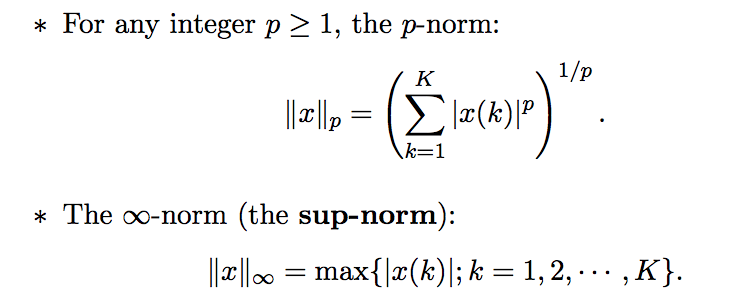 ∗ For any integer p ≥ 1, the p-norm:
‖x‖_p = (∑_{k=1}^{K} |x(k)|^p)^{1/p}.
∗ The ∞-norm (the sup-norm):
‖x‖_∞ = max{|x(k)|; k = 1, 2, ⋯ , K}.